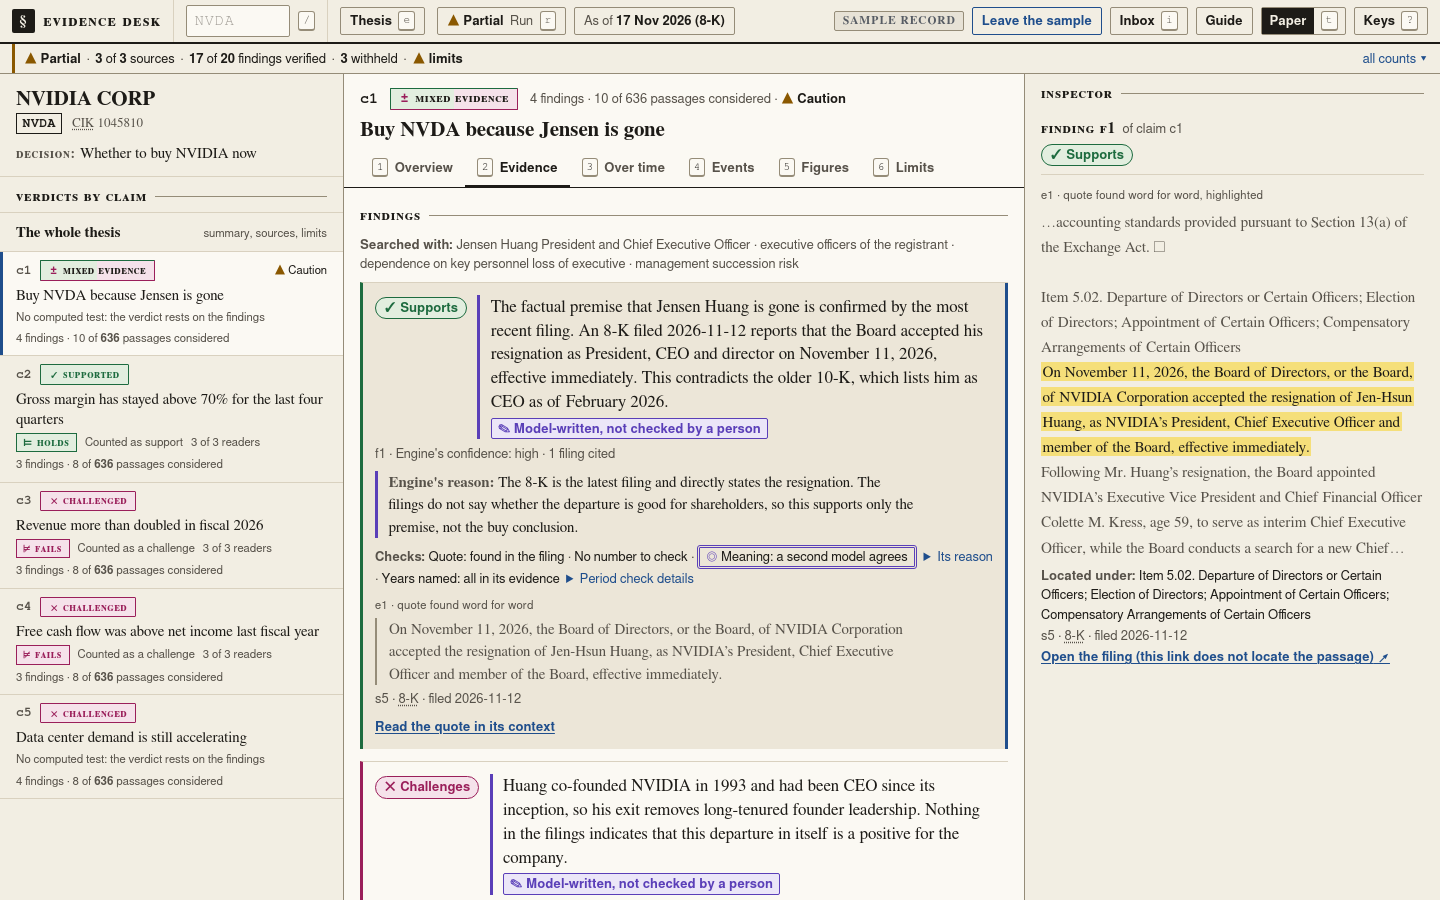 § EVIDENCE DESK NVDA / Thesis e ▲ Partial Run r As of 17 Nov 2026 (8-K) SAMPLE RECORD Leave the sample Inbox i Guide Paper t Keys ?
▲ Partial · 3 of 3 sources · 17 of 20 findings verified · 3 withheld · ▲ limits all counts ▾
NVIDIA CORP
NVDA CIK 1045810
DECISION: Whether to buy NVIDIA now
VERDICTS BY CLAIM
The whole thesis summary, sources, limits
c1 ± MIXED EVIDENCE ▲ Caution
Buy NVDA because Jensen is gone
No computed test: the verdict rests on the findings
4 findings · 10 of 636 passages considered
c2 ✓ SUPPORTED
Gross margin has stayed above 70% for the last four
quarters
⊨ HOLDS Counted as support 3 of 3 readers
3 findings · 8 of 636 passages considered
c3 ✕ CHALLENGED
Revenue more than doubled in fiscal 2026
⊭ FAILS Counted as a challenge 3 of 3 readers
3 findings · 8 of 636 passages considered
c4 ✕ CHALLENGED
Free cash flow was above net income last fiscal year
⊭ FAILS Counted as a challenge 3 of 3 readers
3 findings · 8 of 636 passages considered
c5 ✕ CHALLENGED
Data center demand is still accelerating
No computed test: the verdict rests on the findings
4 findings · 8 of 636 passages considered
c1 ± MIXED EVIDENCE 4 findings · 10 of 636 passages considered · ▲ Caution
Buy NVDA because Jensen is gone
1 Overview 2 Evidence 3 Over time 4 Events 5 Figures 6 Limits
FINDINGS
Searched with: Jensen Huang President and Chief Executive Officer · executive officers of the registrant ·
dependence on key personnel loss of executive · management succession risk
✓ Supports
The factual premise that Jensen Huang is gone is confirmed by the most
recent filing. An 8-K filed 2026-11-12 reports that the Board accepted his
resignation as President, CEO and director on November 11, 2026,
effective immediately. This contradicts the older 10-K, which lists him as
CEO as of February 2026.
✎ Model-written, not checked by a person
f1 · Engine's confidence: high · 1 filing cited
Engine's reason: The 8-K is the latest filing and directly states the resignation. The
filings do not say whether the departure is good for shareholders, so this supports only the
premise, not the buy conclusion.
Checks: Quote: found in the filing · No number to check · ◎ Meaning: a second model agrees ▶ Its reason
· Years named: all in its evidence ▶ Period check details
e1 · quote found word for word
On November 11, 2026, the Board of Directors, or the Board, of NVIDIA Corporation
accepted the resignation of Jen-Hsun Huang, as NVIDIA's President, Chief Executive
Officer and member of the Board, effective immediately.
s5 · 8-K · filed 2026-11-12
Read the quote in its context
✕ Challenges
Huang co-founded NVIDIA in 1993 and had been CEO since its
inception, so his exit removes long-tenured founder leadership. Nothing
in the filings indicates that this departure in itself is a positive for the
company.
✎ Model-written, not checked by a person
INSPECTOR
FINDING F1 of claim c1
✓ Supports
e1 · quote found word for word, highlighted
…accounting standards provided pursuant to Section 13(a) of
the Exchange Act. ☐
Item 5.02. Departure of Directors or Certain Officers; Election
of Directors; Appointment of Certain Officers; Compensatory
Arrangements of Certain Officers
On November 11, 2026, the Board of Directors, or the Board,
of NVIDIA Corporation accepted the resignation of Jen-Hsun
Huang, as NVIDIA's President, Chief Executive Officer and
member of the Board, effective immediately.
Following Mr. Huang's resignation, the Board appointed
NVIDIA's Executive Vice President and Chief Financial Officer
Colette M. Kress, age 59, to serve as interim Chief Executive
Officer, while the Board conducts a search for a new Chief…
Located under: Item 5.02. Departure of Directors or Certain
Officers; Election of Directors; Appointment of Certain Officers;
Compensatory Arrangements of Certain Officers
s5 · 8-K · filed 2026-11-12
Open the filing (this link does not locate the passage) ↗